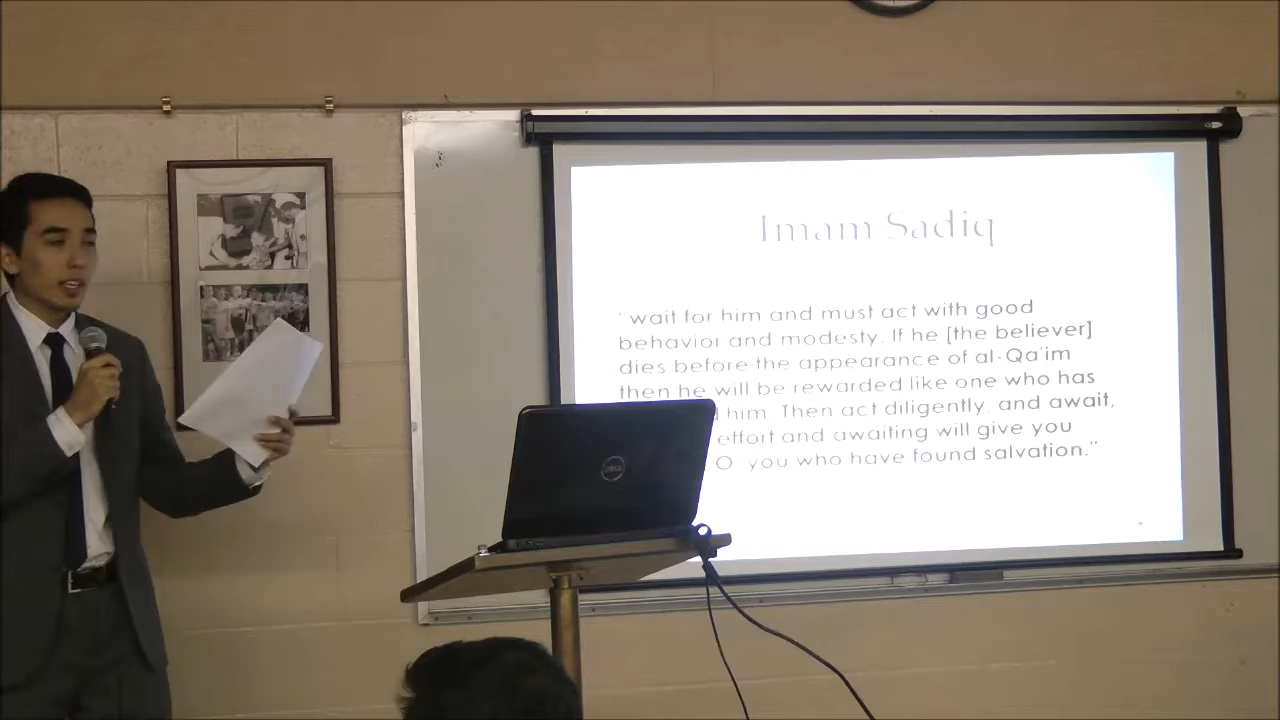 Imam Sadiq
"wait for him and must act with good
behavior and modesty. If he [the believer]
dies before the appearance of al-Qa'im
then he will be rewarded like one who has
him. Then act diligently, and await,
effort and awaiting will give you
O you who have found salvation."
DELL